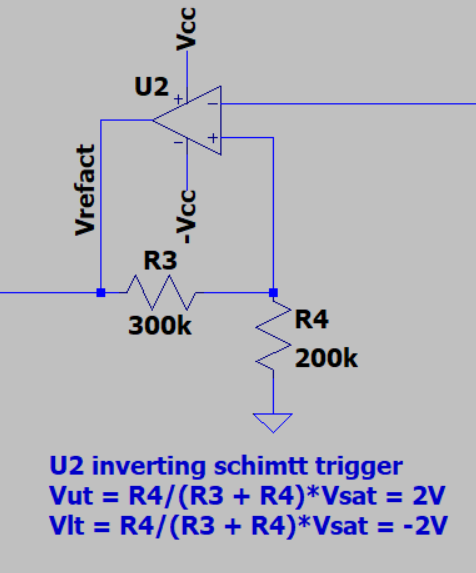 Vcc
U2
+
−
+
−
-Vcc
Vrefact
R3
300k
R4
200k
U2 inverting schimtt trigger
Vut = R4/(R3 + R4)*Vsat = 2V
Vlt = R4/(R3 + R4)*Vsat = -2V